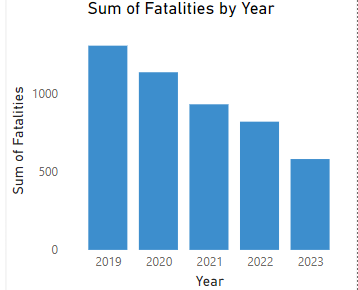 Sum of Fatalities by Year
Sum of Fatalities
1000
500
0
2019 2020 2021 2022 2023
Year